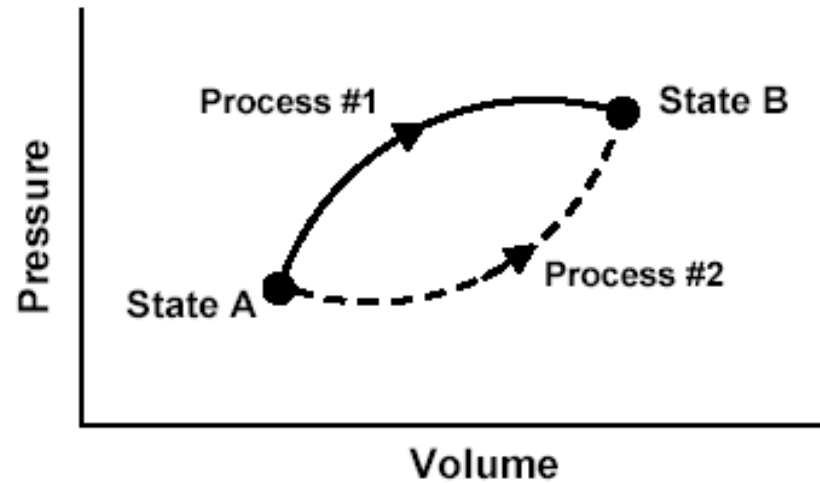 Process #1
State B
Pressure
State A
Process #2
Volume